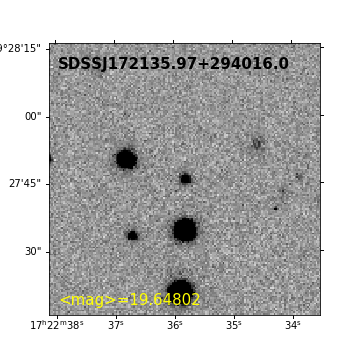 9°28'15"
SDSSJ172135.97+294016.0
00"
27'45"
30"
<mag>=19.64802
17ʰ22ᵐ38ˢ 37ˢ 36ˢ 35ˢ 34ˢ